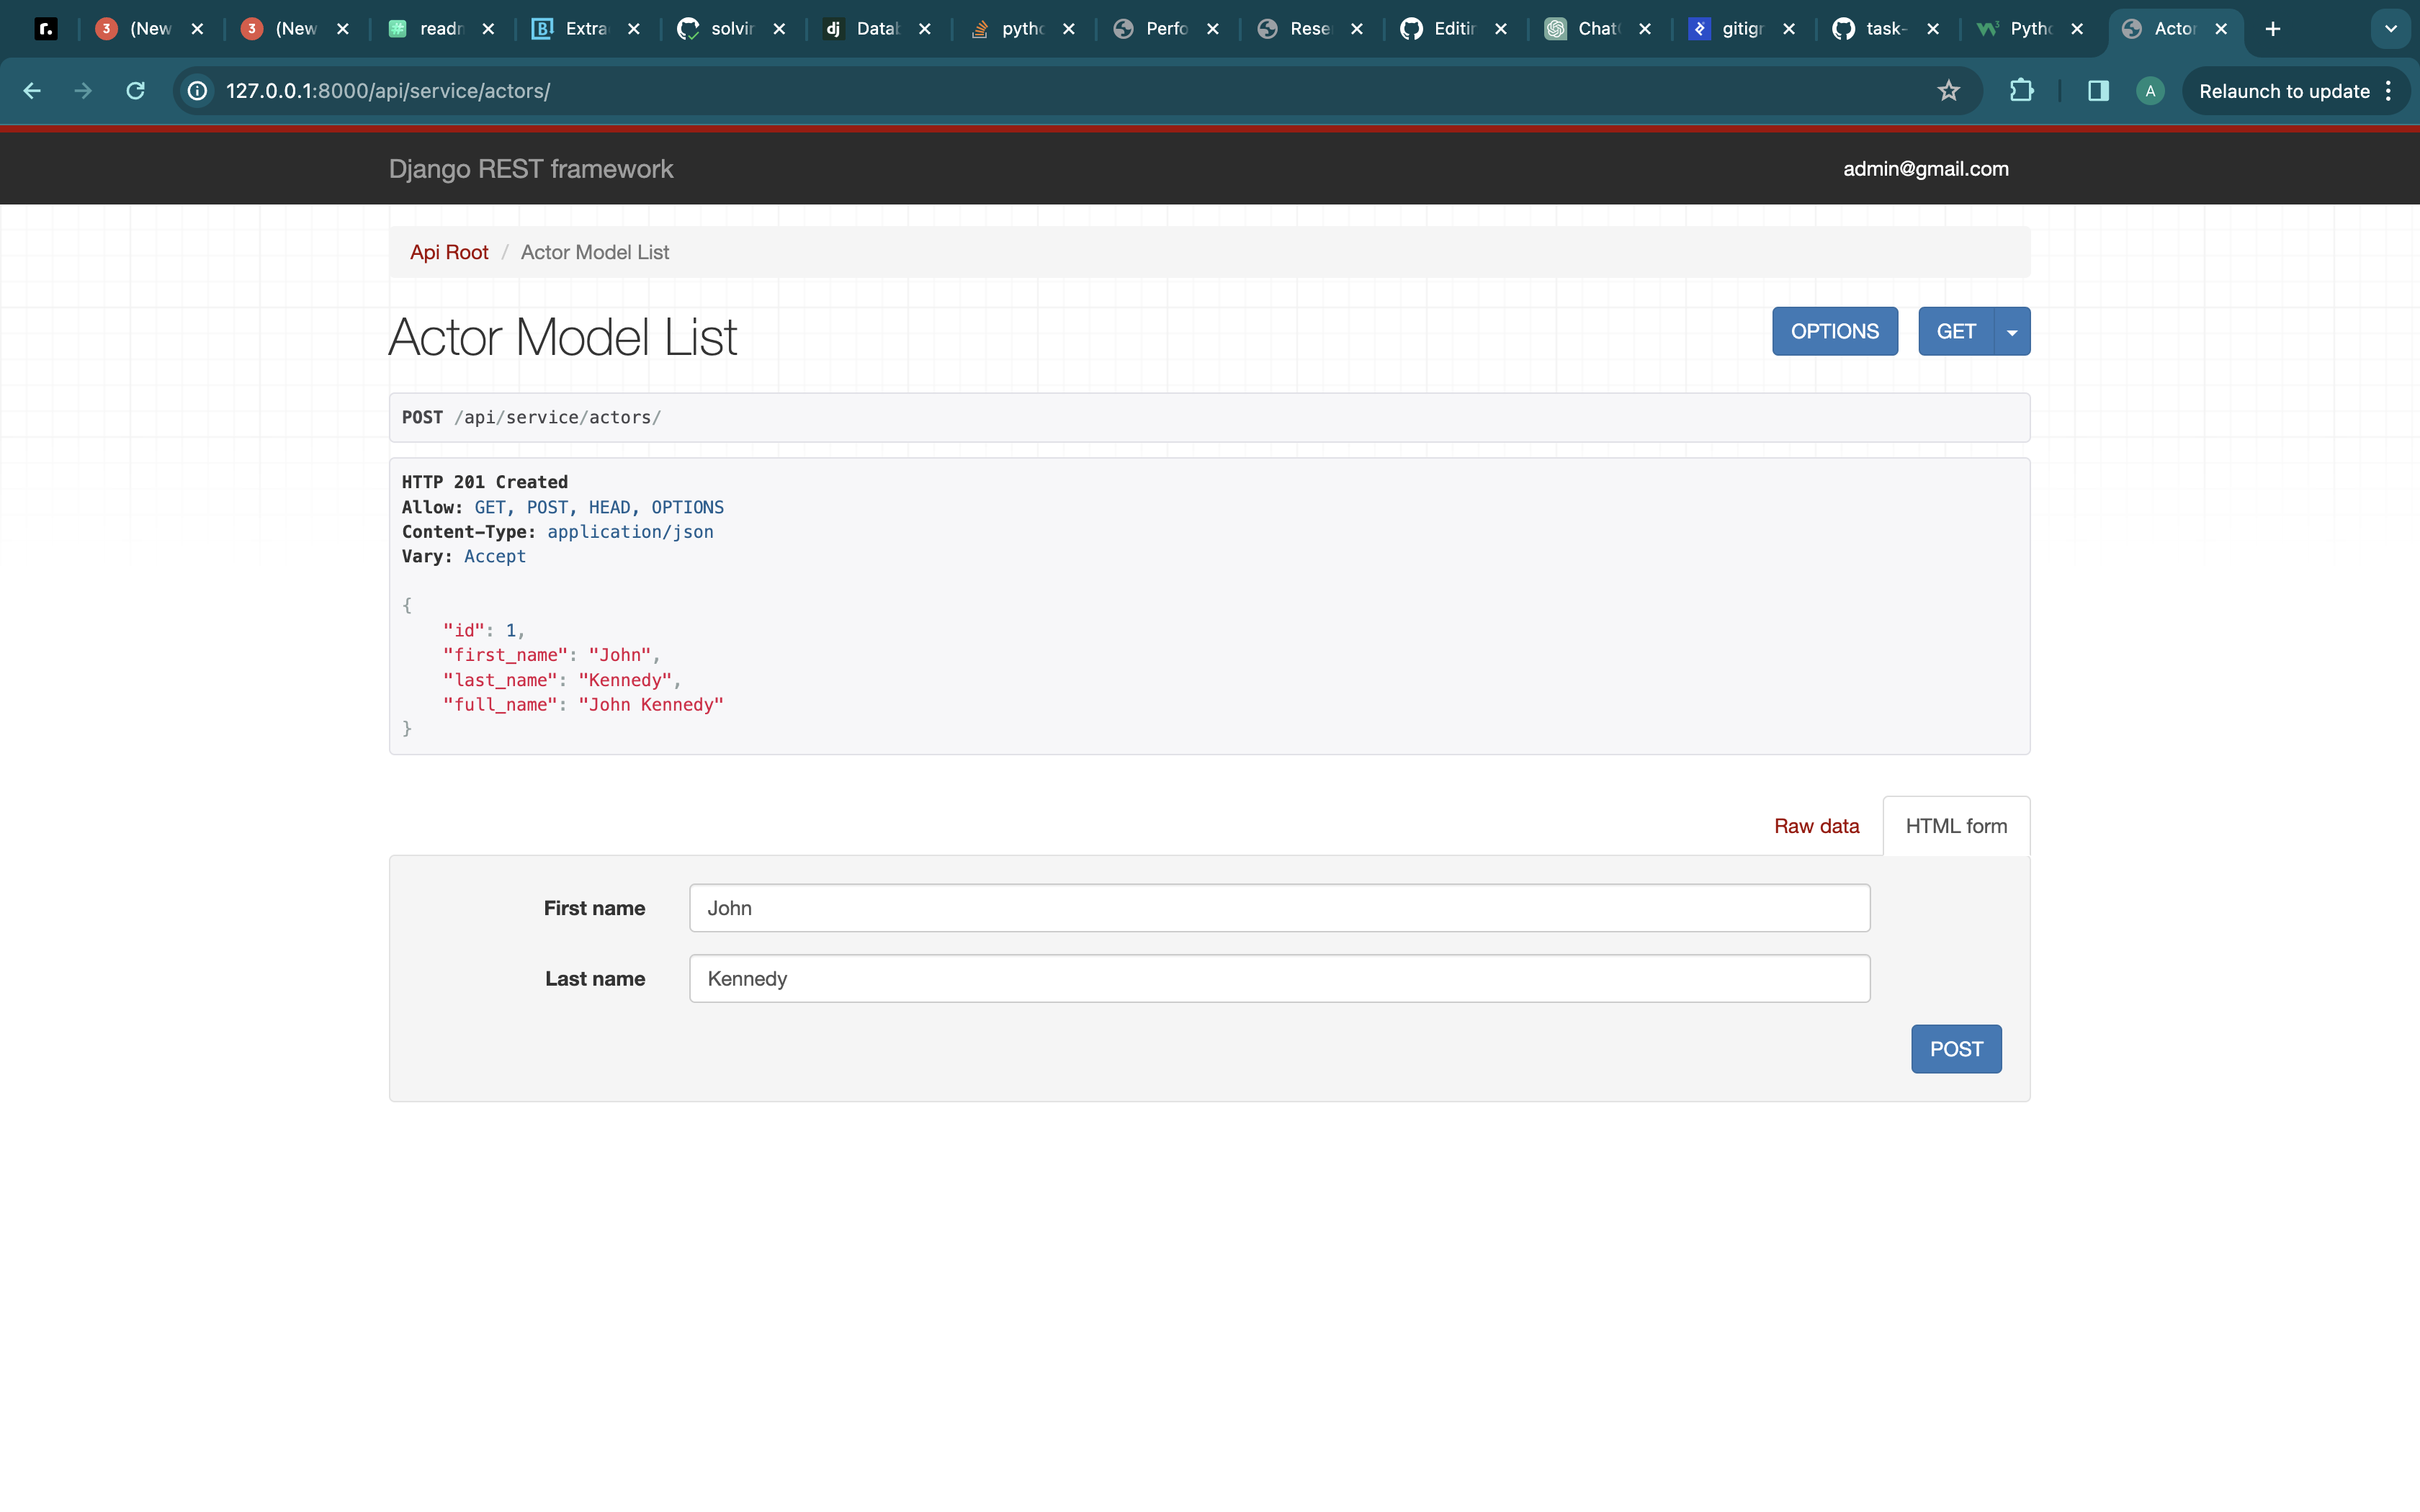 r. 3 (New 3 (New readn Extra solvin dj Datab pytho Perfo Rese Editin Chat gitigr task- Pytho Actor
127.0.0.1:8000/api/service/actors/ A Relaunch to update
Django REST framework admin@gmail.com
Api Root / Actor Model List
Actor Model List OPTIONS GET
POST /api/service/actors/
HTTP 201 Created
Allow: GET, POST, HEAD, OPTIONS
Content-Type: application/json
Vary: Accept
{
"id": 1,
"first_name": "John",
"last_name": "Kennedy",
"full_name": "John Kennedy"
}
Raw data HTML form
First name John
Last name Kennedy
POST